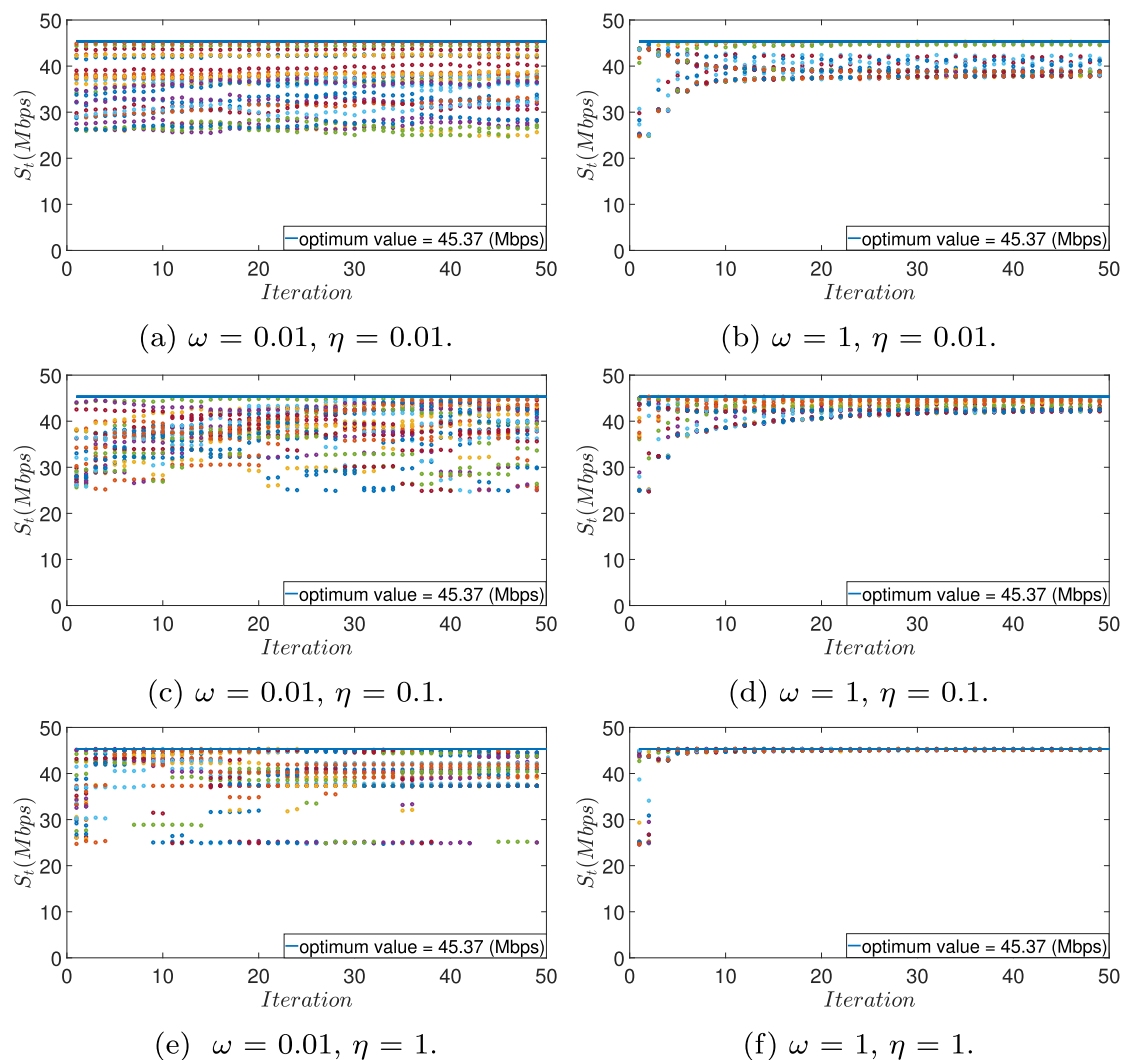 50
40
30
20
10
0
S_t(Mbps)
optimum value = 45.37 (Mbps)
0 10 20 30 40 50
Iteration
(a) ω = 0.01, η = 0.01.
50
40
30
20
10
0
S_t(Mbps)
optimum value = 45.37 (Mbps)
0 10 20 30 40 50
Iteration
(b) ω = 1, η = 0.01.
50
40
30
20
10
0
S_t(Mbps)
optimum value = 45.37 (Mbps)
0 10 20 30 40 50
Iteration
(c) ω = 0.01, η = 0.1.
50
40
30
20
10
0
S_t(Mbps)
optimum value = 45.37 (Mbps)
0 10 20 30 40 50
Iteration
(d) ω = 1, η = 0.1.
50
40
30
20
10
0
S_t(Mbps)
optimum value = 45.37 (Mbps)
0 10 20 30 40 50
Iteration
(e) ω = 0.01, η = 1.
50
40
30
20
10
0
S_t(Mbps)
optimum value = 45.37 (Mbps)
0 10 20 30 40 50
Iteration
(f) ω = 1, η = 1.